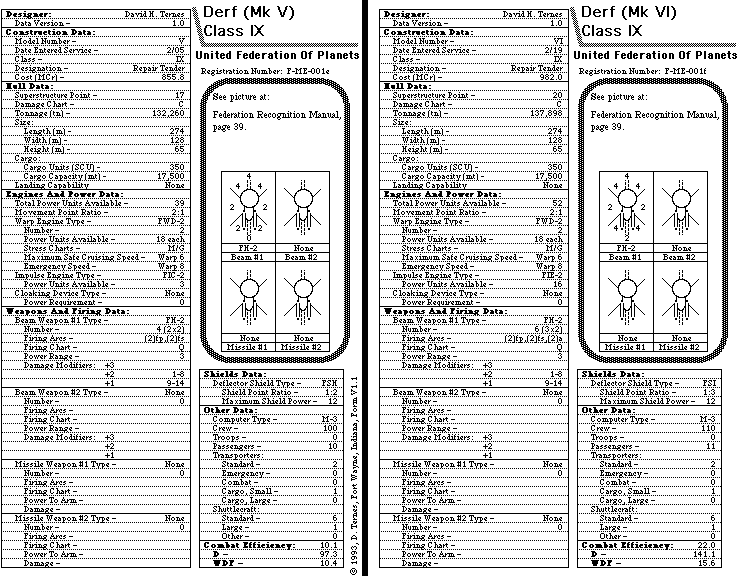 Designer: David H. Ternes
Data Version – 1.0
Construction Data:
Model Number – V
Date Entered Service – 2/05
Class – IX
Designation – Repair Tender
Cost (MCr) – 855.8
Hull Data:
Superstructure Point – 17
Damage Chart – C
Tonnage (tn) – 132,260
Size:
Length (m) – 274
Width (m) – 128
Height (m) – 65
Cargo:
Cargo Units (SCU) – 350
Cargo Capacity (mt) – 17,500
Landing Capability None
Engines And Power Data:
Total Power Units Available – 39
Movement Point Ratio – 2:1
Warp Engine Type – FWD-2
Number – 2
Power Units Available – 18 each
Stress Charts – M/G
Maximum Safe Cruising Speed – Warp 6
Emergency Speed – Warp 8
Impulse Engine Type – FIC-2
Power Units Available – 3
Cloaking Device Type – None
Power Requirement – 0
Weapons And Firing Data:
Beam Weapon #1 Type – FH-2
Number – 4 (2x2)
Firing Arcs – (2)fp,(2)fs
Firing Chart – C
Power Range – 3
Damage Modifiers: +3
+2 1-8
+1 9-14
Beam Weapon #2 Type – None
Number – 0
Firing Arcs –
Firing Chart –
Power Range –
Damage Modifiers: +3
+2
+1
Missile Weapon #1 Type – None
Number – 0
Firing Arcs –
Firing Chart –
Power To Arm –
Damage –
Missile Weapon #2 Type – None
Number – 0
Firing Arcs –
Firing Chart –
Power To Arm –
Damage –
Derf (Mk V)
Class IX
United Federation Of Planets
Registration Number: F-ME-001e
See picture at:
Federation Recognition Manual,
page 39.
4
4 4
2 2
2 2
0
FH-2 None
Beam #1 Beam #2
None None
Missile #1 Missile #2
Shields Data:
Deflector Shield Type – FSH
Shield Point Ratio – 1:2
Maximum Shield Power – 12
Other Data:
Computer Type – M-3
Crew – 100
Troops – 0
Passengers – 10
Transporters:
Standard – 2
Emergency – 0
Combat – 0
Cargo, Small – 1
Cargo, Large – 0
Shuttlecraft:
Standard – 6
Large – 1
Other – 0
Combat Efficiency: 10.1
D – 97.3
WDF – 10.4
© 1993, D. Ternes, Fort Wayne, Indiana, Form V1.1
Designer: David H. Ternes
Data Version – 1.0
Construction Data:
Model Number – VI
Date Entered Service – 2/19
Class – IX
Designation – Repair Tender
Cost (MCr) – 982.0
Hull Data:
Superstructure Point – 20
Damage Chart – C
Tonnage (tn) – 137,898
Size:
Length (m) – 274
Width (m) – 128
Height (m) – 65
Cargo:
Cargo Units (SCU) – 350
Cargo Capacity (mt) – 17,500
Landing Capability None
Engines And Power Data:
Total Power Units Available – 52
Movement Point Ratio – 2:1
Warp Engine Type – FWD-2
Number – 2
Power Units Available – 18 each
Stress Charts – M/G
Maximum Safe Cruising Speed – Warp 6
Emergency Speed – Warp 8
Impulse Engine Type –
Power Units Available – 16
Cloaking Device Type – None
Power Requirement – 0
Weapons And Firing Data:
Beam Weapon #1 Type – FH-2
Number – 6 (3x2)
Firing Arcs – (2)fp,(2)fs,(2)a
Firing Chart – C
Power Range – 3
Damage Modifiers: +3
+2 1-8
+1 9-14
Beam Weapon #2 Type – None
Number – 0
Firing Arcs –
Firing Chart –
Power Range –
Damage Modifiers: +3
+2
+1
Missile Weapon #1 Type – None
Number – 0
Firing Arcs –
Firing Chart –
Power To Arm –
Damage –
Missile Weapon #2 Type – None
Number – 0
Firing Arcs –
Firing Chart –
Power To Arm –
Damage –
Derf (Mk VI)
Class IX
United Federation Of Planets
Registration Number: F-ME-001f
See picture at:
Federation Recognition Manual,
page 39.
4
4 4
2 2
2 2
2
FH-2 None
Beam #1 Beam #2
None None
Missile #1 Missile #2
Shields Data:
Deflector Shield Type – FSI
Shield Point Ratio – 1:3
Maximum Shield Power – 12
Other Data:
Computer Type – M-3
Crew – 110
Troops – 0
Passengers – 11
Transporters:
Standard – 2
Emergency – 0
Combat – 0
Cargo, Small – 1
Cargo, Large – 0
Shuttlecraft:
Standard – 6
Large – 1
Other – 0
Combat Efficiency: 22.0
D – 141.1
WDF – 15.6